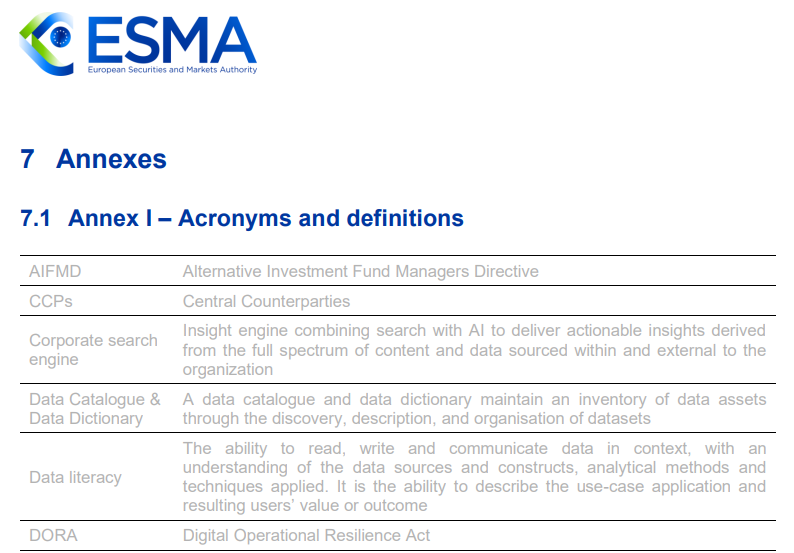 ESMA
European Securities and Markets Authority
7 Annexes
7.1 Annex I – Acronyms and definitions
AIFMD Alternative Investment Fund Managers Directive
CCPs Central Counterparties
Corporate search
engine
Insight engine combining search with AI to deliver actionable insights derived
from the full spectrum of content and data sourced within and external to the
organization
Data Catalogue &
Data Dictionary
A data catalogue and data dictionary maintain an inventory of data assets
through the discovery, description, and organisation of datasets
Data literacy
The ability to read, write and communicate data in context, with an
understanding of the data sources and constructs, analytical methods and
techniques applied. It is the ability to describe the use-case application and
resulting users’ value or outcome
DORA Digital Operational Resilience Act